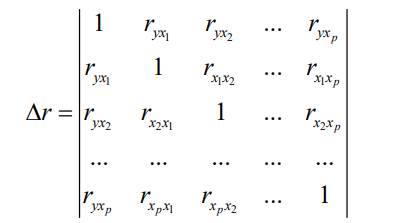 1 r_{yx_1} r_{yx_2} ... r_{yx_p}
r_{yx_1} 1 r_{x_1x_2} ... r_{x_1x_p}
Δr = r_{yx_2} r_{x_2x_1} 1 ... r_{x_2x_p}
... ... ... ... ...
r_{yx_p} r_{x_px_1} r_{x_px_2} ... 1